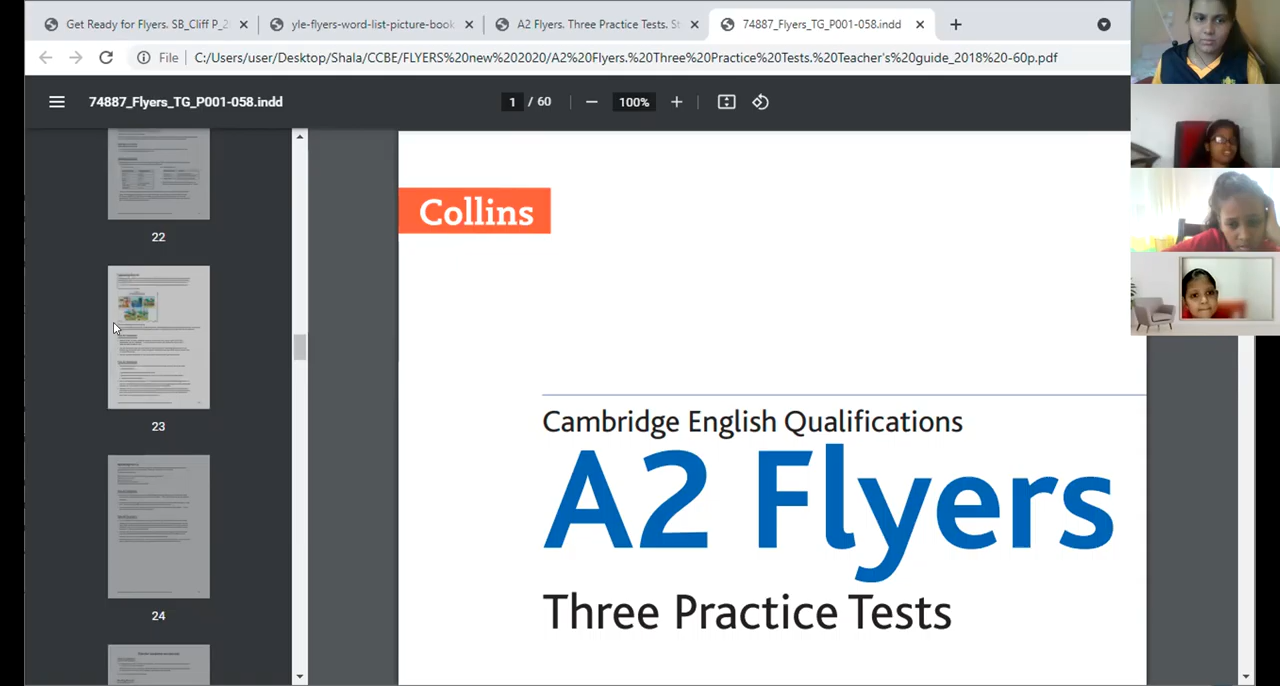 Get Ready for Flyers. SB_Cliff P_2
yle-flyers-word-list-picture-book
A2 Flyers. Three Practice Tests. St
74887_Flyers_TG_P001-058.indd
File
C:/Users/user/Desktop/Shala/CCBE/FLYERS%20new%202020/A2%20Flyers.%20Three%20Practice%20Tests.%20Teacher's%20guide_2018%20-60p.pdf
74887_Flyers_TG_P001-058.indd
1 / 60
100%
22
23
24
Collins
Cambridge English Qualifications
A2 Flyers
Three Practice Tests